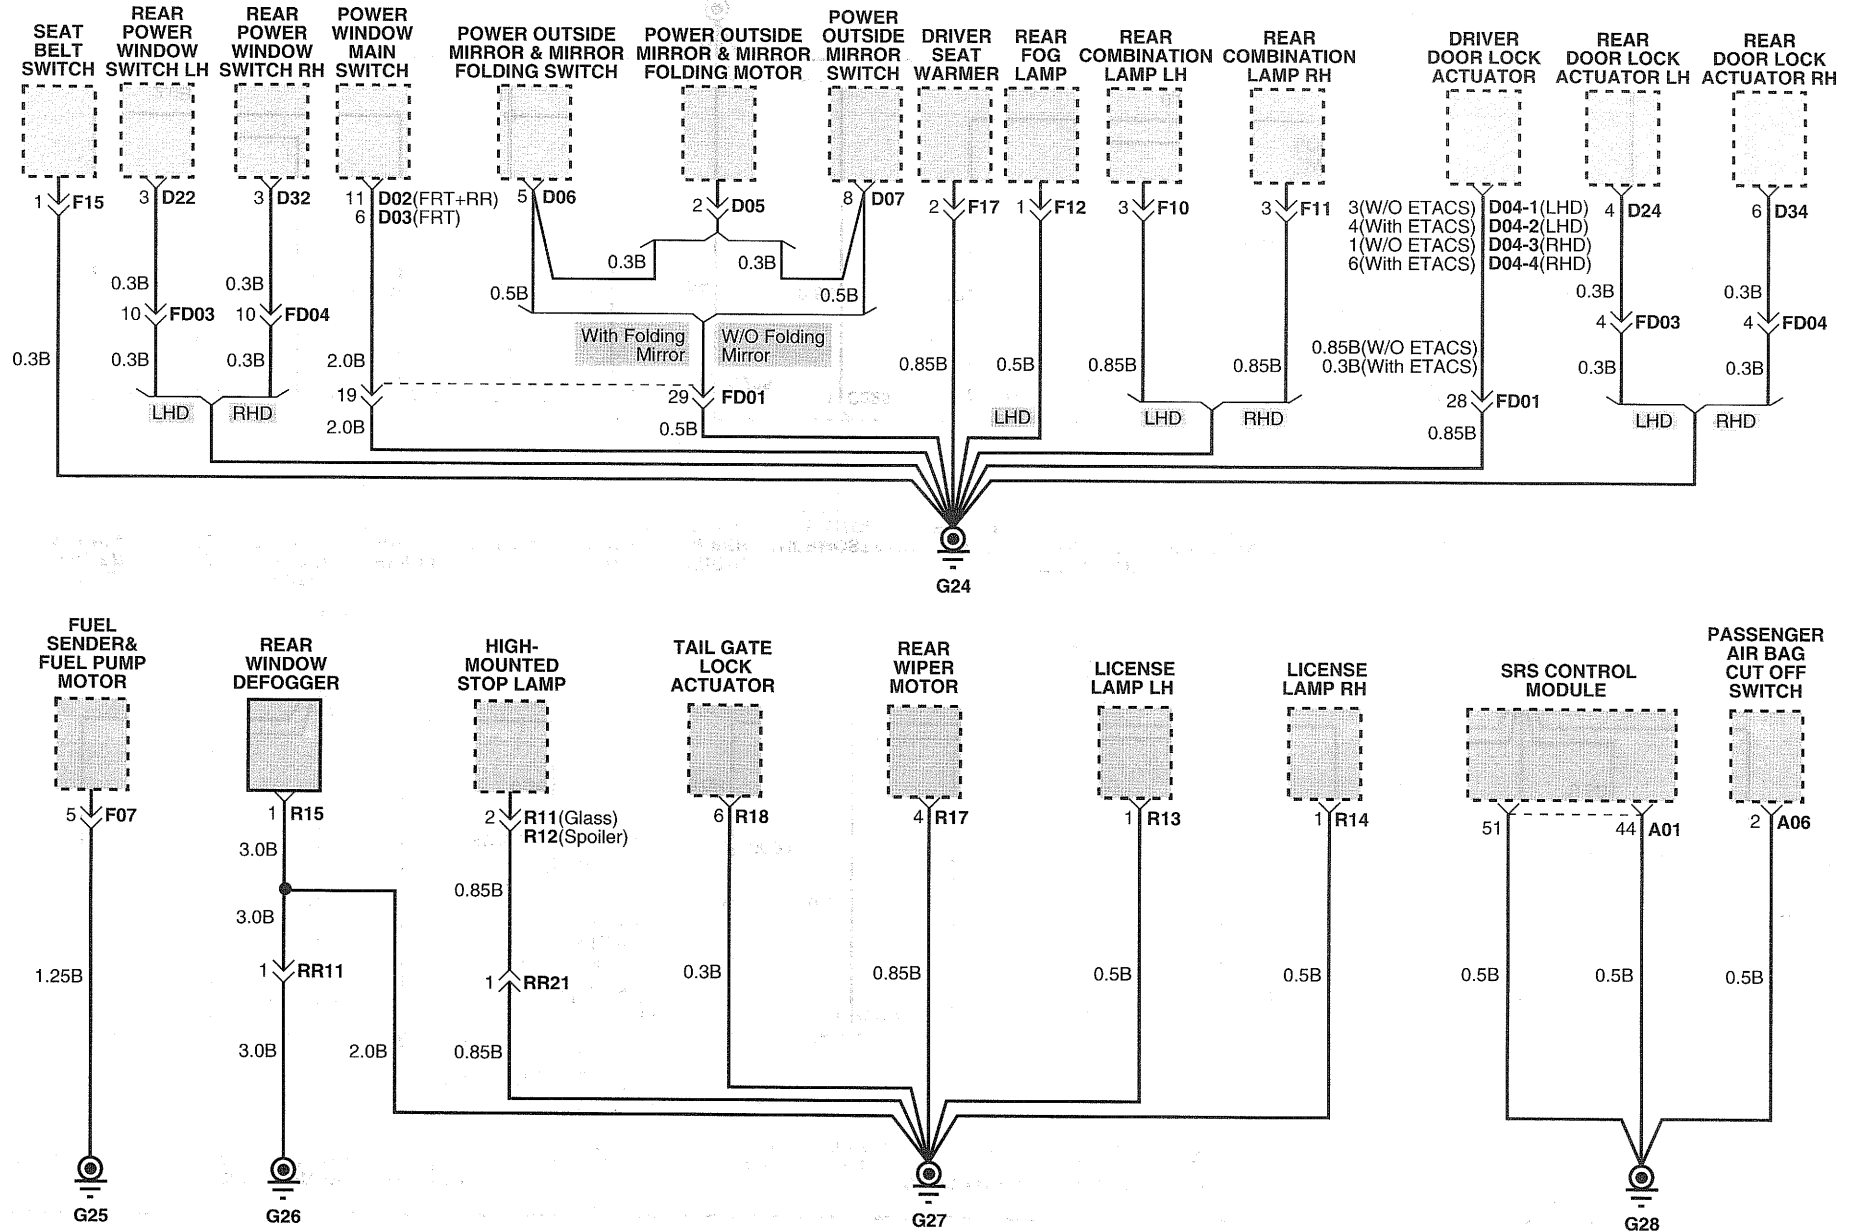 SEAT
BELT
SWITCH
REAR
POWER
WINDOW
SWITCH LH
REAR
POWER
WINDOW
SWITCH RH
POWER
WINDOW
MAIN
SWITCH
POWER OUTSIDE
MIRROR & MIRROR
FOLDING SWITCH
POWER OUTSIDE
MIRROR & MIRROR
FOLDING MOTOR
POWER
OUTSIDE
MIRROR
SWITCH
DRIVER
SEAT
WARMER
REAR
FOG
LAMP
REAR
COMBINATION
LAMP LH
REAR
COMBINATION
LAMP RH
DRIVER
DOOR LOCK
ACTUATOR
REAR
DOOR LOCK
ACTUATOR LH
REAR
DOOR LOCK
ACTUATOR RH
1 F15
3 D22
3 D32
11 D02(FRT+RR)
6 D03(FRT)
5 D06
2 D05
8 D07
2 F17
1 F12
3 F10
3 F11
3(W/O ETACS) D04-1(LHD)
4(With ETACS) D04-2(LHD)
1(W/O ETACS) D04-3(RHD)
6(With ETACS) D04-4(RHD)
4 D24
6 D34
0.3B 0.3B
0.3B 0.3B
0.5B 0.5B
0.3B 0.3B
10 FD03
10 FD04
4 FD03
4 FD04
With Folding
Mirror
W/O Folding
Mirror
0.3B
0.3B
0.3B
2.0B
0.85B
0.5B
0.85B
0.85B
0.85B(W/O ETACS)
0.3B(With ETACS)
0.3B
0.3B
19
29 FD01
28 FD01
LHD RHD
LHD
LHD RHD
LHD RHD
2.0B
0.5B
0.85B
G24
FUEL
SENDER&
FUEL PUMP
MOTOR
REAR
WINDOW
DEFOGGER
HIGH-
MOUNTED
STOP LAMP
TAIL GATE
LOCK
ACTUATOR
REAR
WIPER
MOTOR
LICENSE
LAMP LH
LICENSE
LAMP RH
SRS CONTROL
MODULE
PASSENGER
AIR BAG
CUT OFF
SWITCH
5 F07
1 R15
2 R11(Glass)
R12(Spoiler)
6 R18
4 R17
1 R13
1 R14
51
44 A01
2 A06
3.0B
0.85B
3.0B
1.25B
1 RR11
1 RR21
0.3B
0.85B
0.5B
0.5B
0.5B
0.5B
0.5B
3.0B
2.0B
0.85B
G25
G26
G27
G28